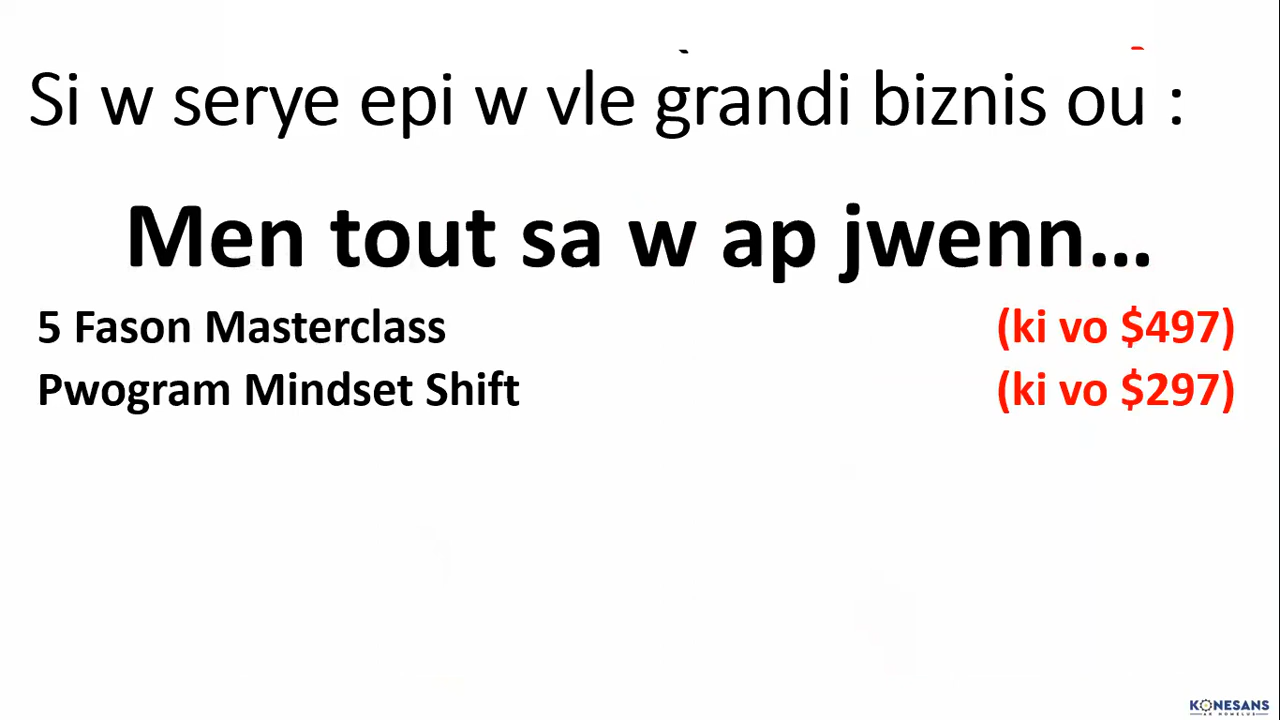 Si w serye epi w vle grandi biznis ou :
Men tout sa w ap jwenn...
5 Fason Masterclass (ki vo $497)
Pwogram Mindset Shift (ki vo $297)
KONESANS